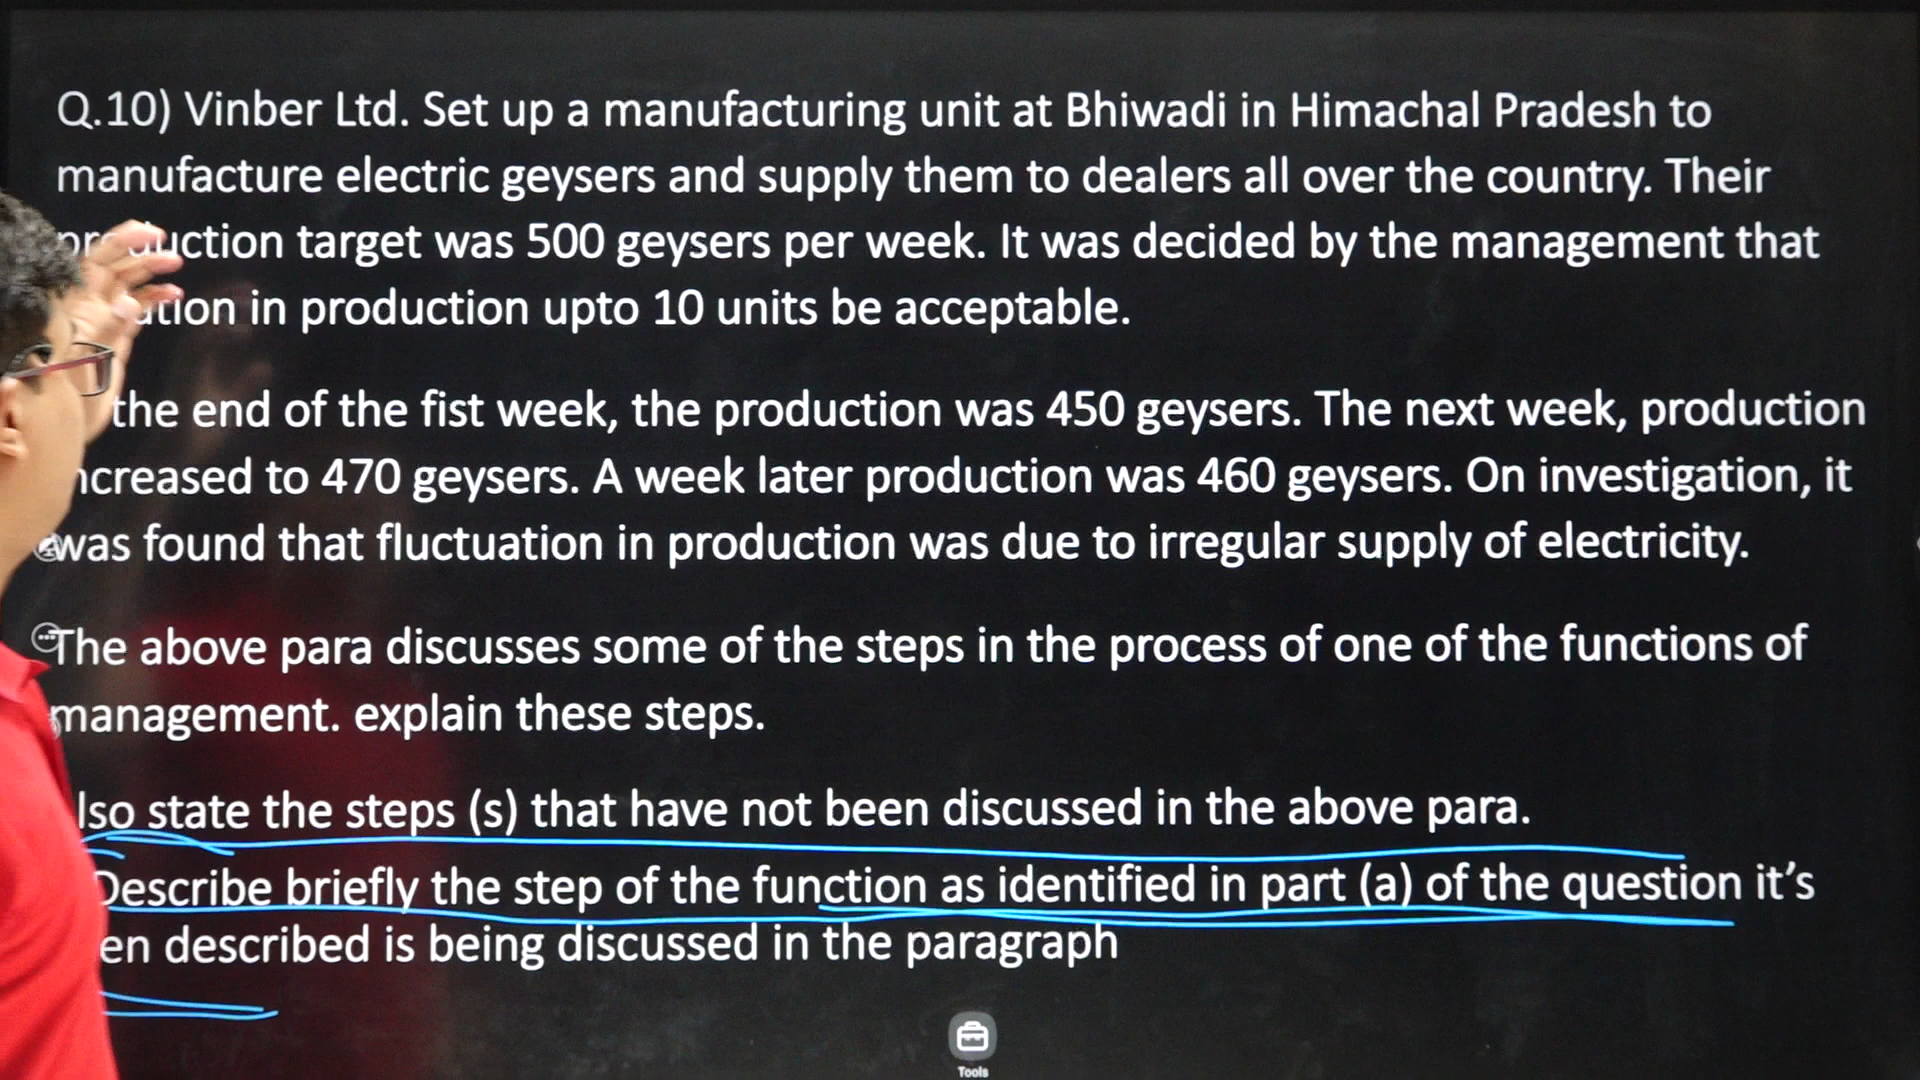 Q.10) Vinber Ltd. Set up a manufacturing unit at Bhiwadi in Himachal Pradesh to
manufacture electric geysers and supply them to dealers all over the country. Their
production target was 500 geysers per week. It was decided by the management that
in production upto 10 units be acceptable.
the end of the fist week, the production was 450 geysers. The next week, production
ncreased to 470 geysers. A week later production was 460 geysers. On investigation, it
was found that fluctuation in production was due to irregular supply of electricity.
The above para discusses some of the steps in the process of one of the functions of
management. explain these steps.
lso state the steps (s) that have not been discussed in the above para.
Describe briefly the step of the function as identified in part (a) of the question it's
en described is being discussed in the paragraph
Tools